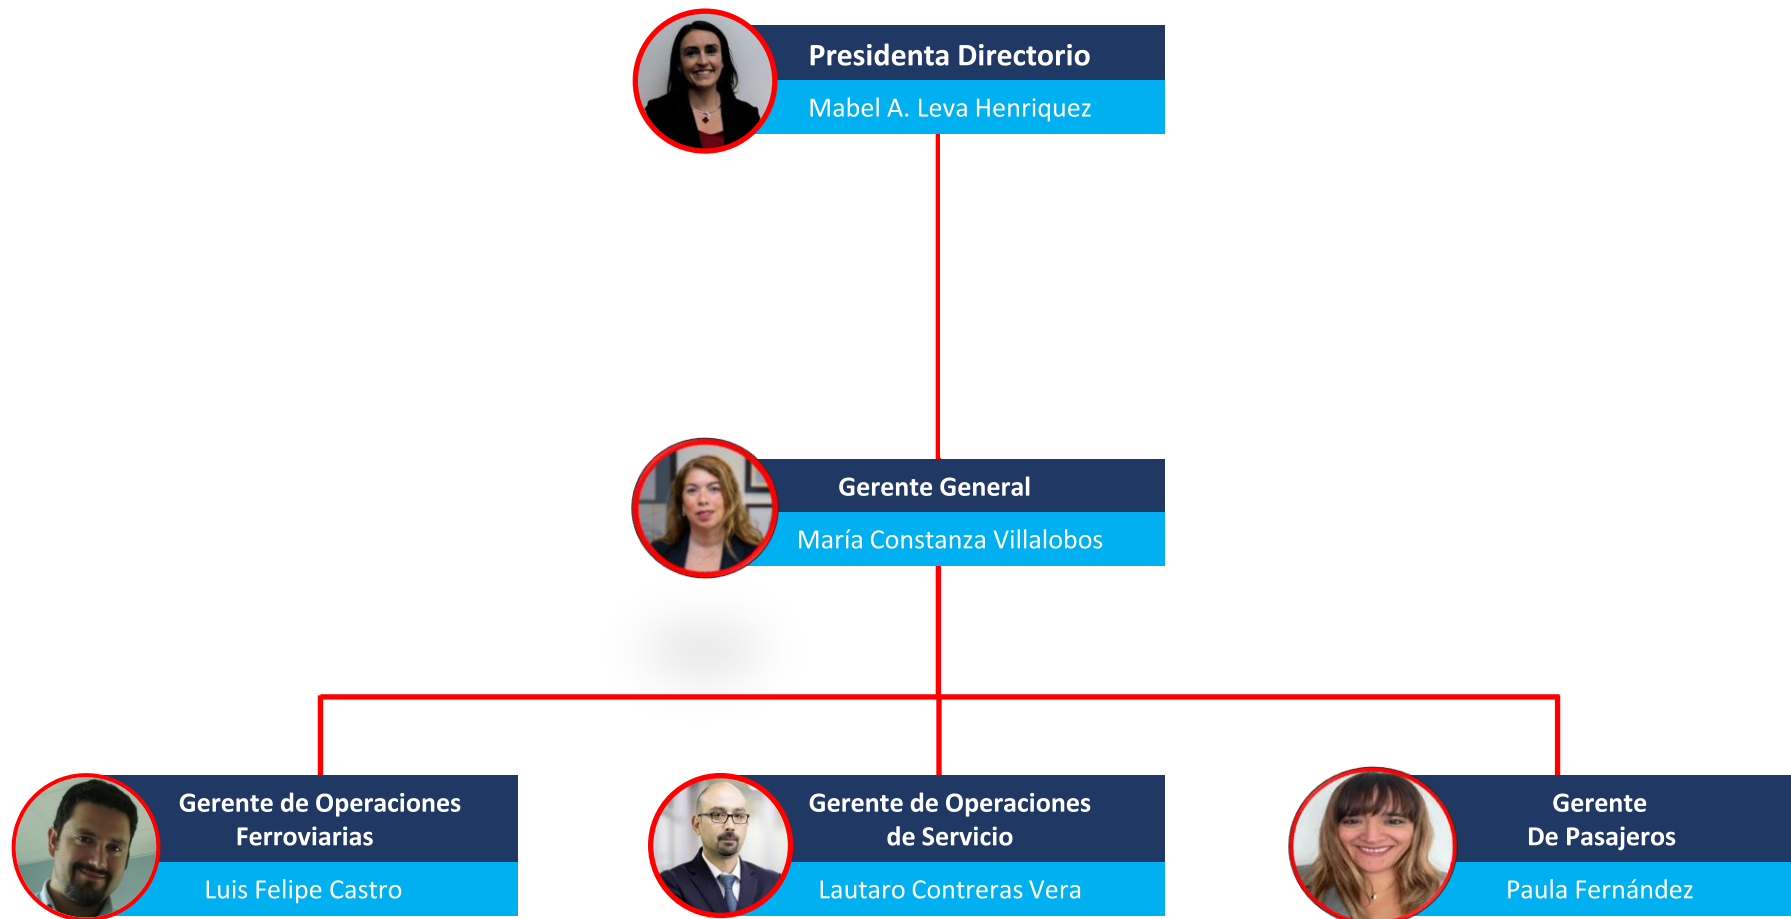 Presidenta Directorio
Mabel A. Leva Henriquez
Gerente General
María Constanza Villalobos
Gerente de Operaciones
Ferroviarias
Luis Felipe Castro
Gerente de Operaciones
de Servicio
Lautaro Contreras Vera
Gerente
De Pasajeros
Paula Fernández